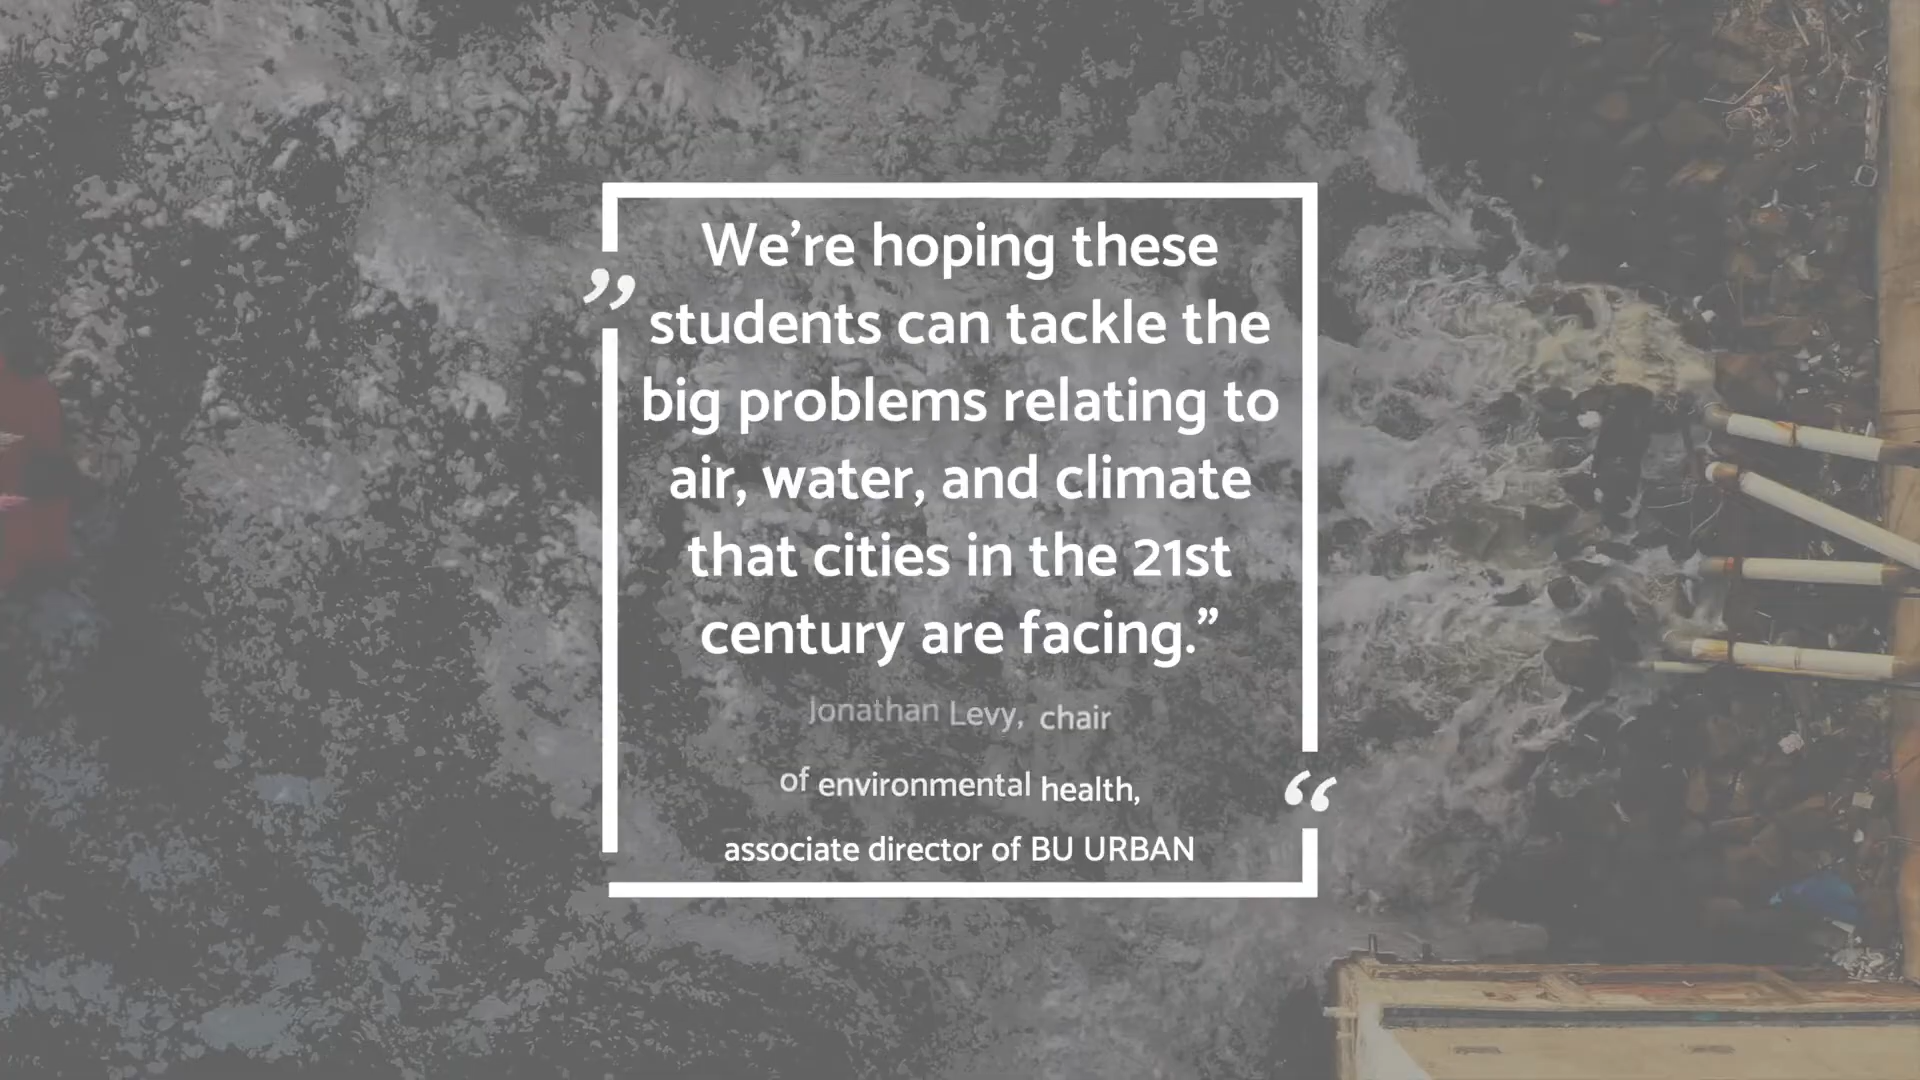 ”
We’re hoping these
students can tackle the
big problems relating to
air, water, and climate
that cities in the 21st
century are facing.”
Jonathan Levy, chair
of environmental health,
“
associate director of BU URBAN